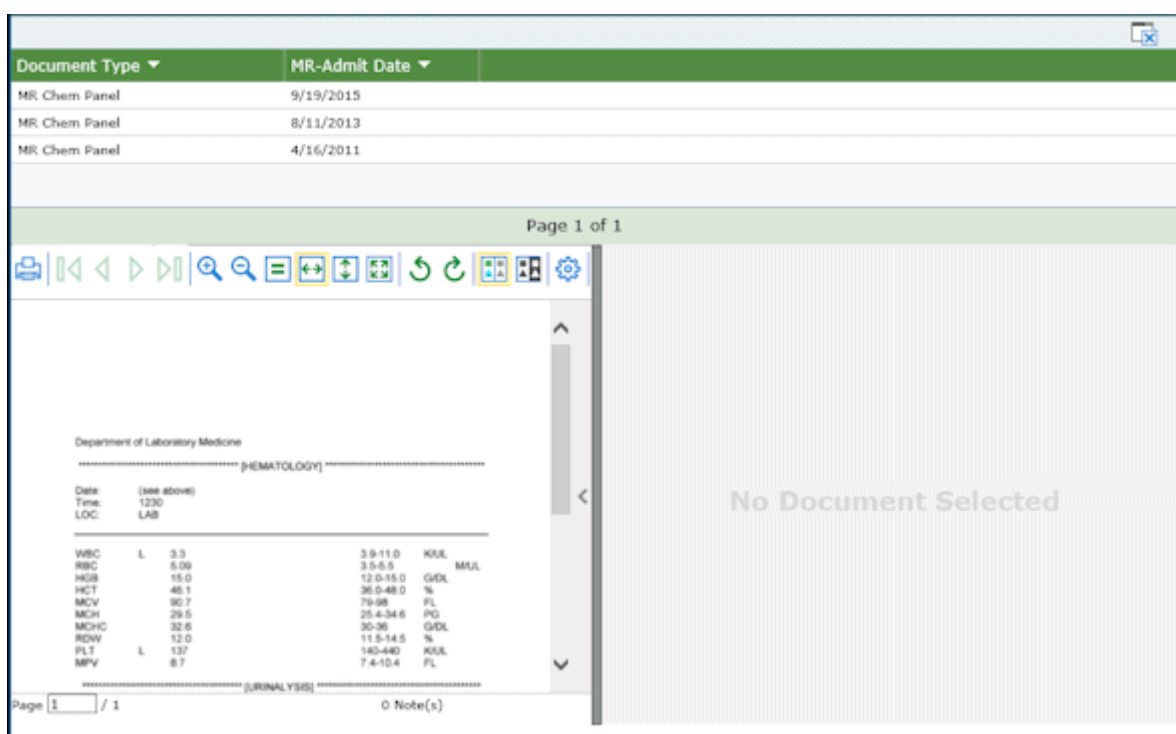 Document Type MR-Admit Date
MR Chem Panel 9/19/2015
MR Chem Panel 8/11/2013
MR Chem Panel 4/16/2011
Page 1 of 1
Department of Laboratory Medicine
[HEMATOLOGY]
Date: (see above)
Time: 1230
LOC: LAB
WBC L 3.3 3.9-11.0 K/UL
RBC 5.09 3.5-5.5 M/UL
HGB 15.0 12.0-15.0 G/DL
HCT 46.1 36.0-48.0 %
MCV 90.7 79-98 FL
MCH 29.5 25.4-34.6 PG
MCHC 32.6 30-36 G/DL
RDW 12.0 11.5-14.5 %
PLT L 137 140-440 K/UL
MPV 8.7 7.4-10.4 FL
[URINALYSIS]
Page 1 / 1 0 Note(s)
No Document Selected